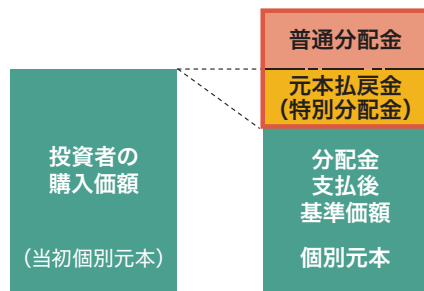 普通分配金
元本払戻金
（特別分配金）
投資者の
購入価額
（当初個別元本）
分配金
支払後
基準価額
個別元本